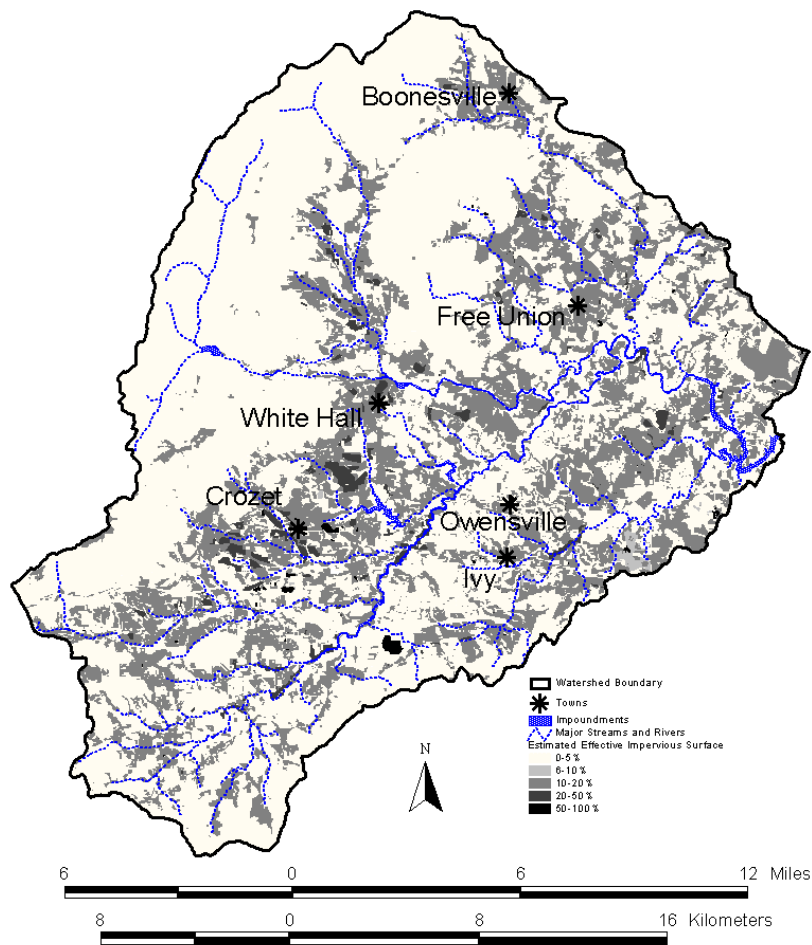 Boonesville
Free Union
White Hall
Crozet
Owensville
Ivy
Watershed Boundary
Towns
Impoundments
Major Streams and Rivers
Estimated Effective Impervious Surface
0-5 %
6-10 %
10-20 %
20-50 %
50-100 %
N
6 0 6 12 Miles
8 0 8 16 Kilometers